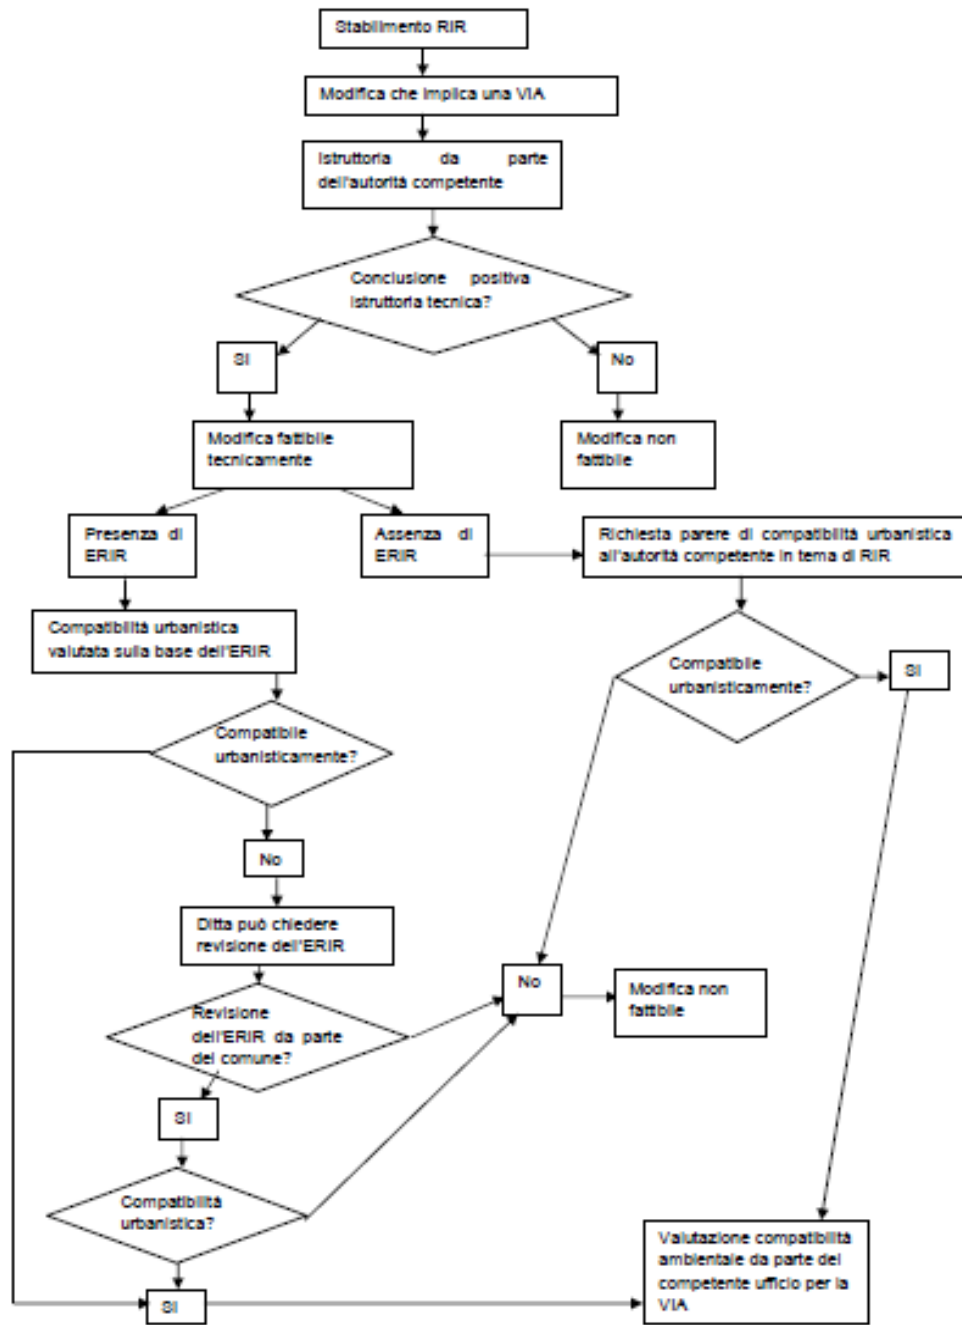 Stabilimento RIR
Modifica che implica una VIA
Istruttoria da parte
dell'autorità competente
Conclusione positiva
istruttoria tecnica?
SI
No
Modifica fattibile
tecnicamente
Modifica non
fattibile
Presenza di
ERIR
Assenza di
ERIR
Richiesta parere di compatibilità urbanistica
all'autorità competente in tema di RIR
Compatibilità urbanistica
valutata sulla base dell'ERIR
Compatibile
urbanisticamente?
SI
Compatibile
urbanisticamente?
No
Ditta può chiedere
revisione dell'ERIR
No
Modifica non
fattibile
Revisione
dell'ERIR da parte
del comune?
SI
Compatibilità
urbanistica?
Valutazione compatibilità
ambientale da parte del
competente ufficio per la
VIA
SI